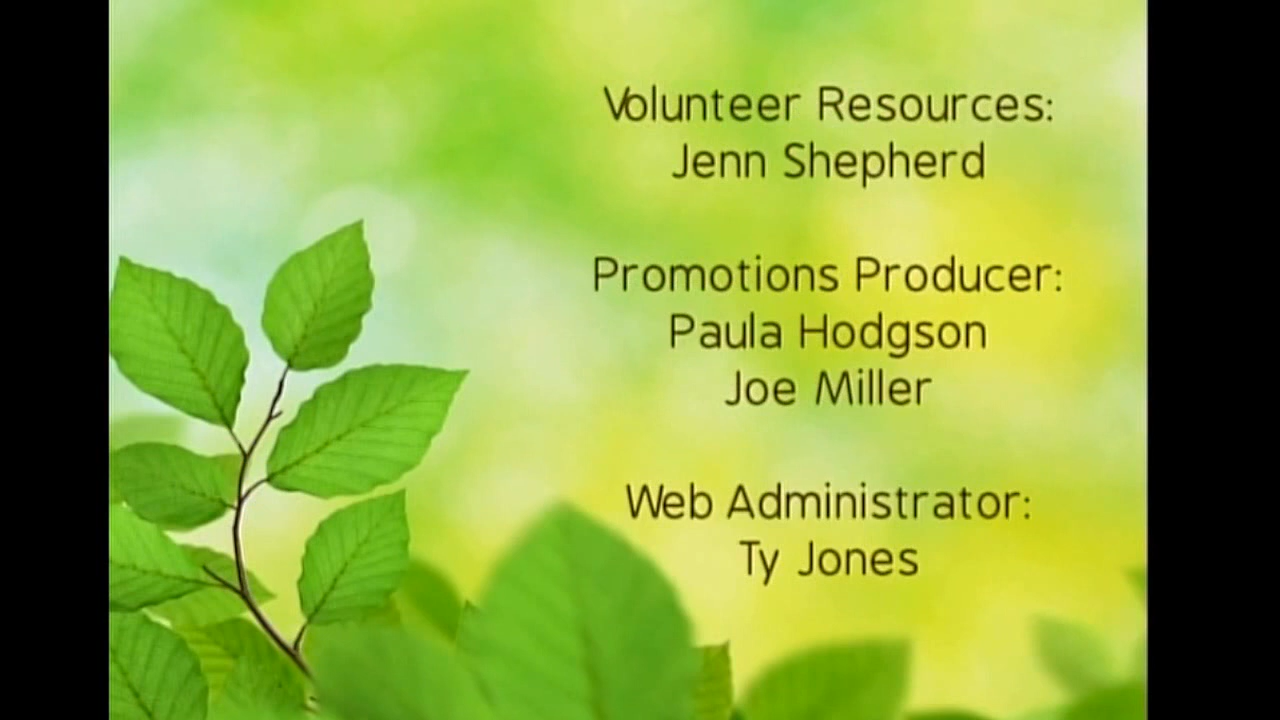 Volunteer Resources:
Jenn Shepherd
Promotions Producer:
Paula Hodgson
Joe Miller
Web Administrator:
Ty Jones